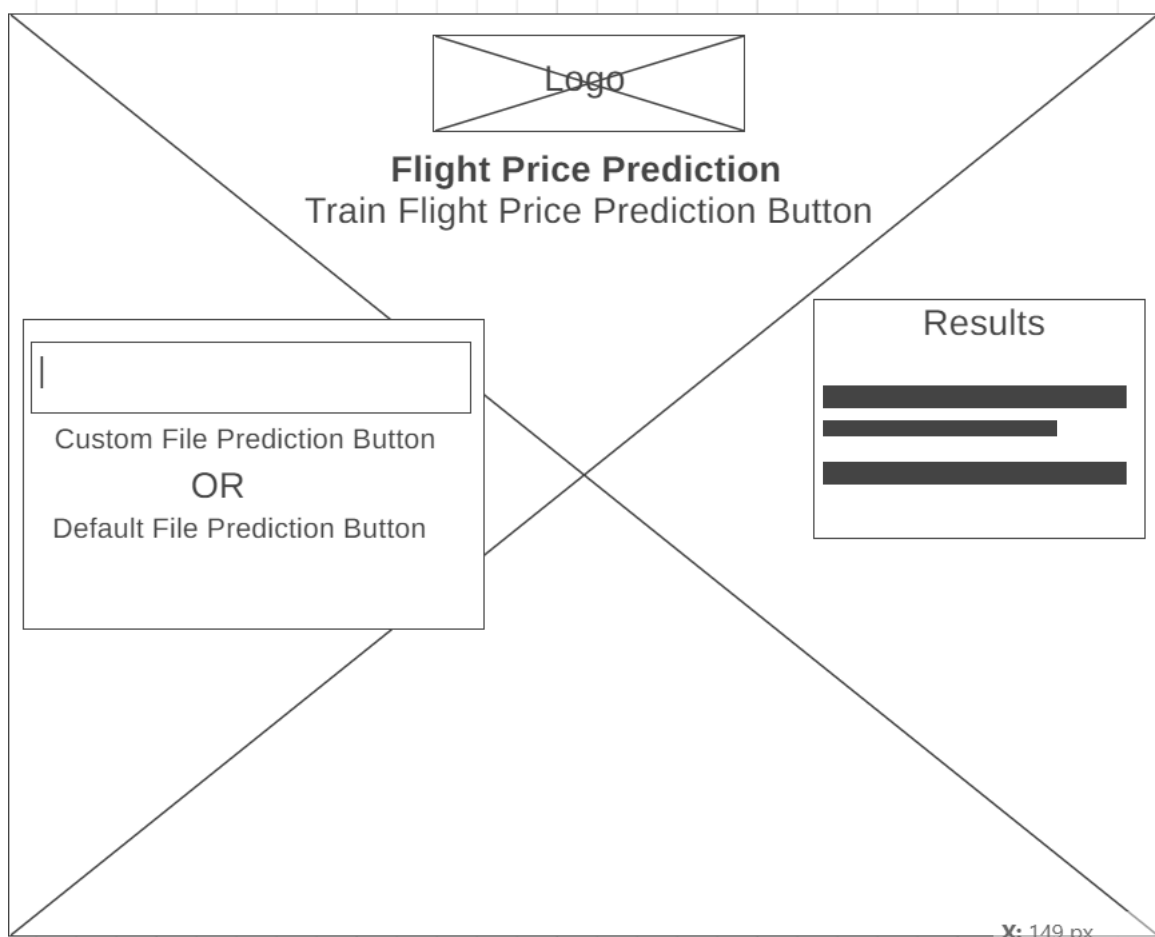 Logo
Flight Price Prediction
Train Flight Price Prediction Button
Results
Custom File Prediction Button
OR
Default File Prediction Button
X: 149 px